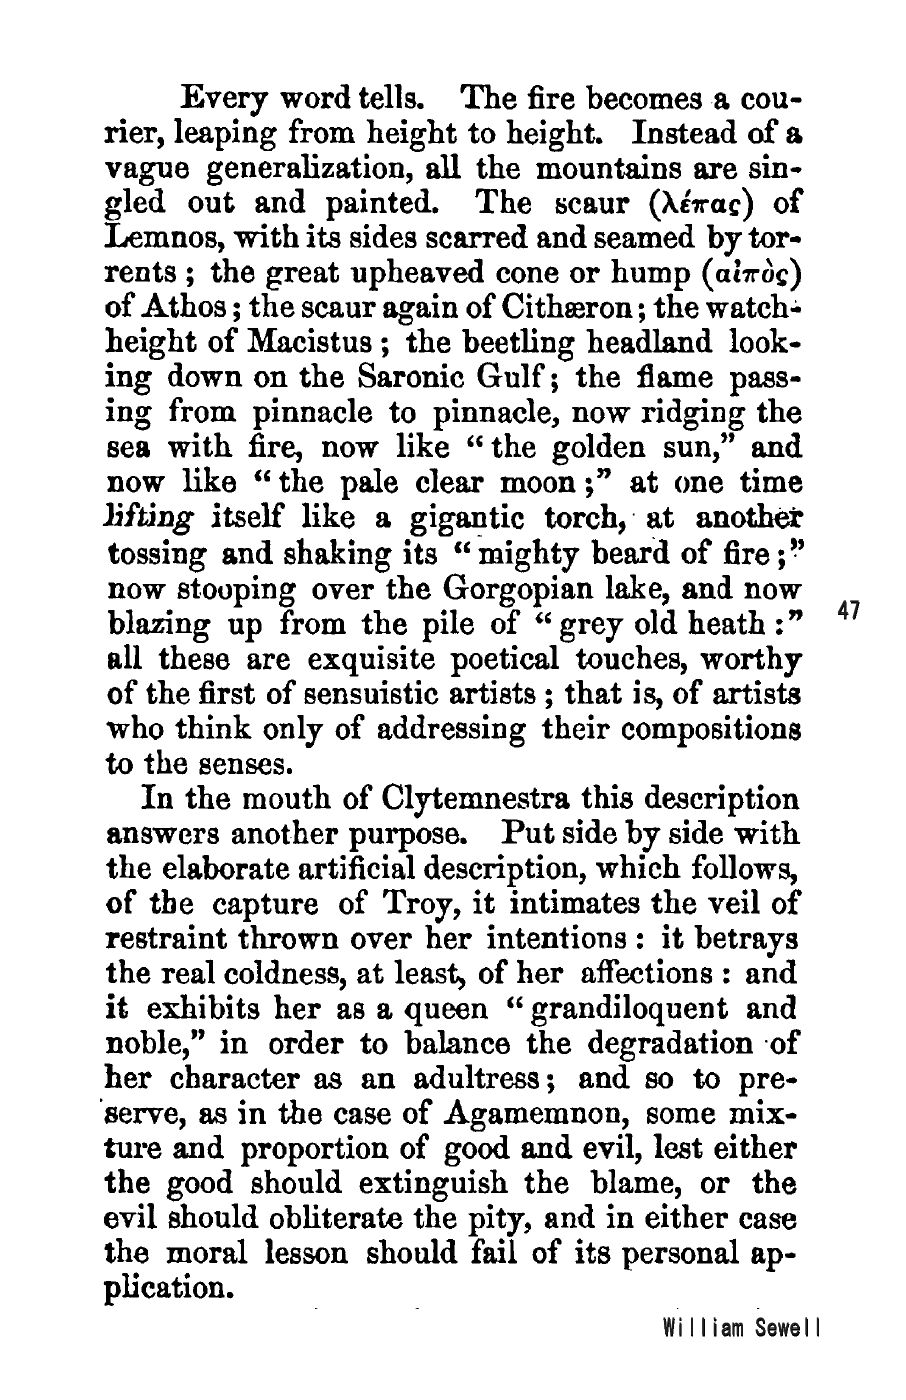 Every word tells. The fire becomes a cou-
rier, leaping from height to height. Instead of a
vague generalization, all the mountains are sin-
gled out and painted. The scaur (λέπας) of
Lemnos, with its sides scarred and seamed by tor-
rents ; the great upheaved cone or hump (αἰπὸς)
of Athos ; the scaur again of Cithæron ; the watch-
height of Macistus ; the beetling headland look-
ing down on the Saronic Gulf ; the flame pass-
ing from pinnacle to pinnacle, now ridging the
sea with fire, now like “ the golden sun,” and
now like “ the pale clear moon ;” at one time
lifting itself like a gigantic torch, at another
tossing and shaking its “ mighty beard of fire ;”
now stooping over the Gorgopian lake, and now
blazing up from the pile of “ grey old heath :”
47
all these are exquisite poetical touches, worthy
of the first of sensuistic artists ; that is, of artists
who think only of addressing their compositions
to the senses.
In the mouth of Clytemnestra this description
answers another purpose. Put side by side with
the elaborate artificial description, which follows,
of the capture of Troy, it intimates the veil of
restraint thrown over her intentions : it betrays
the real coldness, at least, of her affections : and
it exhibits her as a queen “ grandiloquent and
noble,” in order to balance the degradation of
her character as an adultress ; and so to pre-
serve, as in the case of Agamemnon, some mix-
ture and proportion of good and evil, lest either
the good should extinguish the blame, or the
evil should obliterate the pity, and in either case
the moral lesson should fail of its personal ap-
plication.
William Sewell